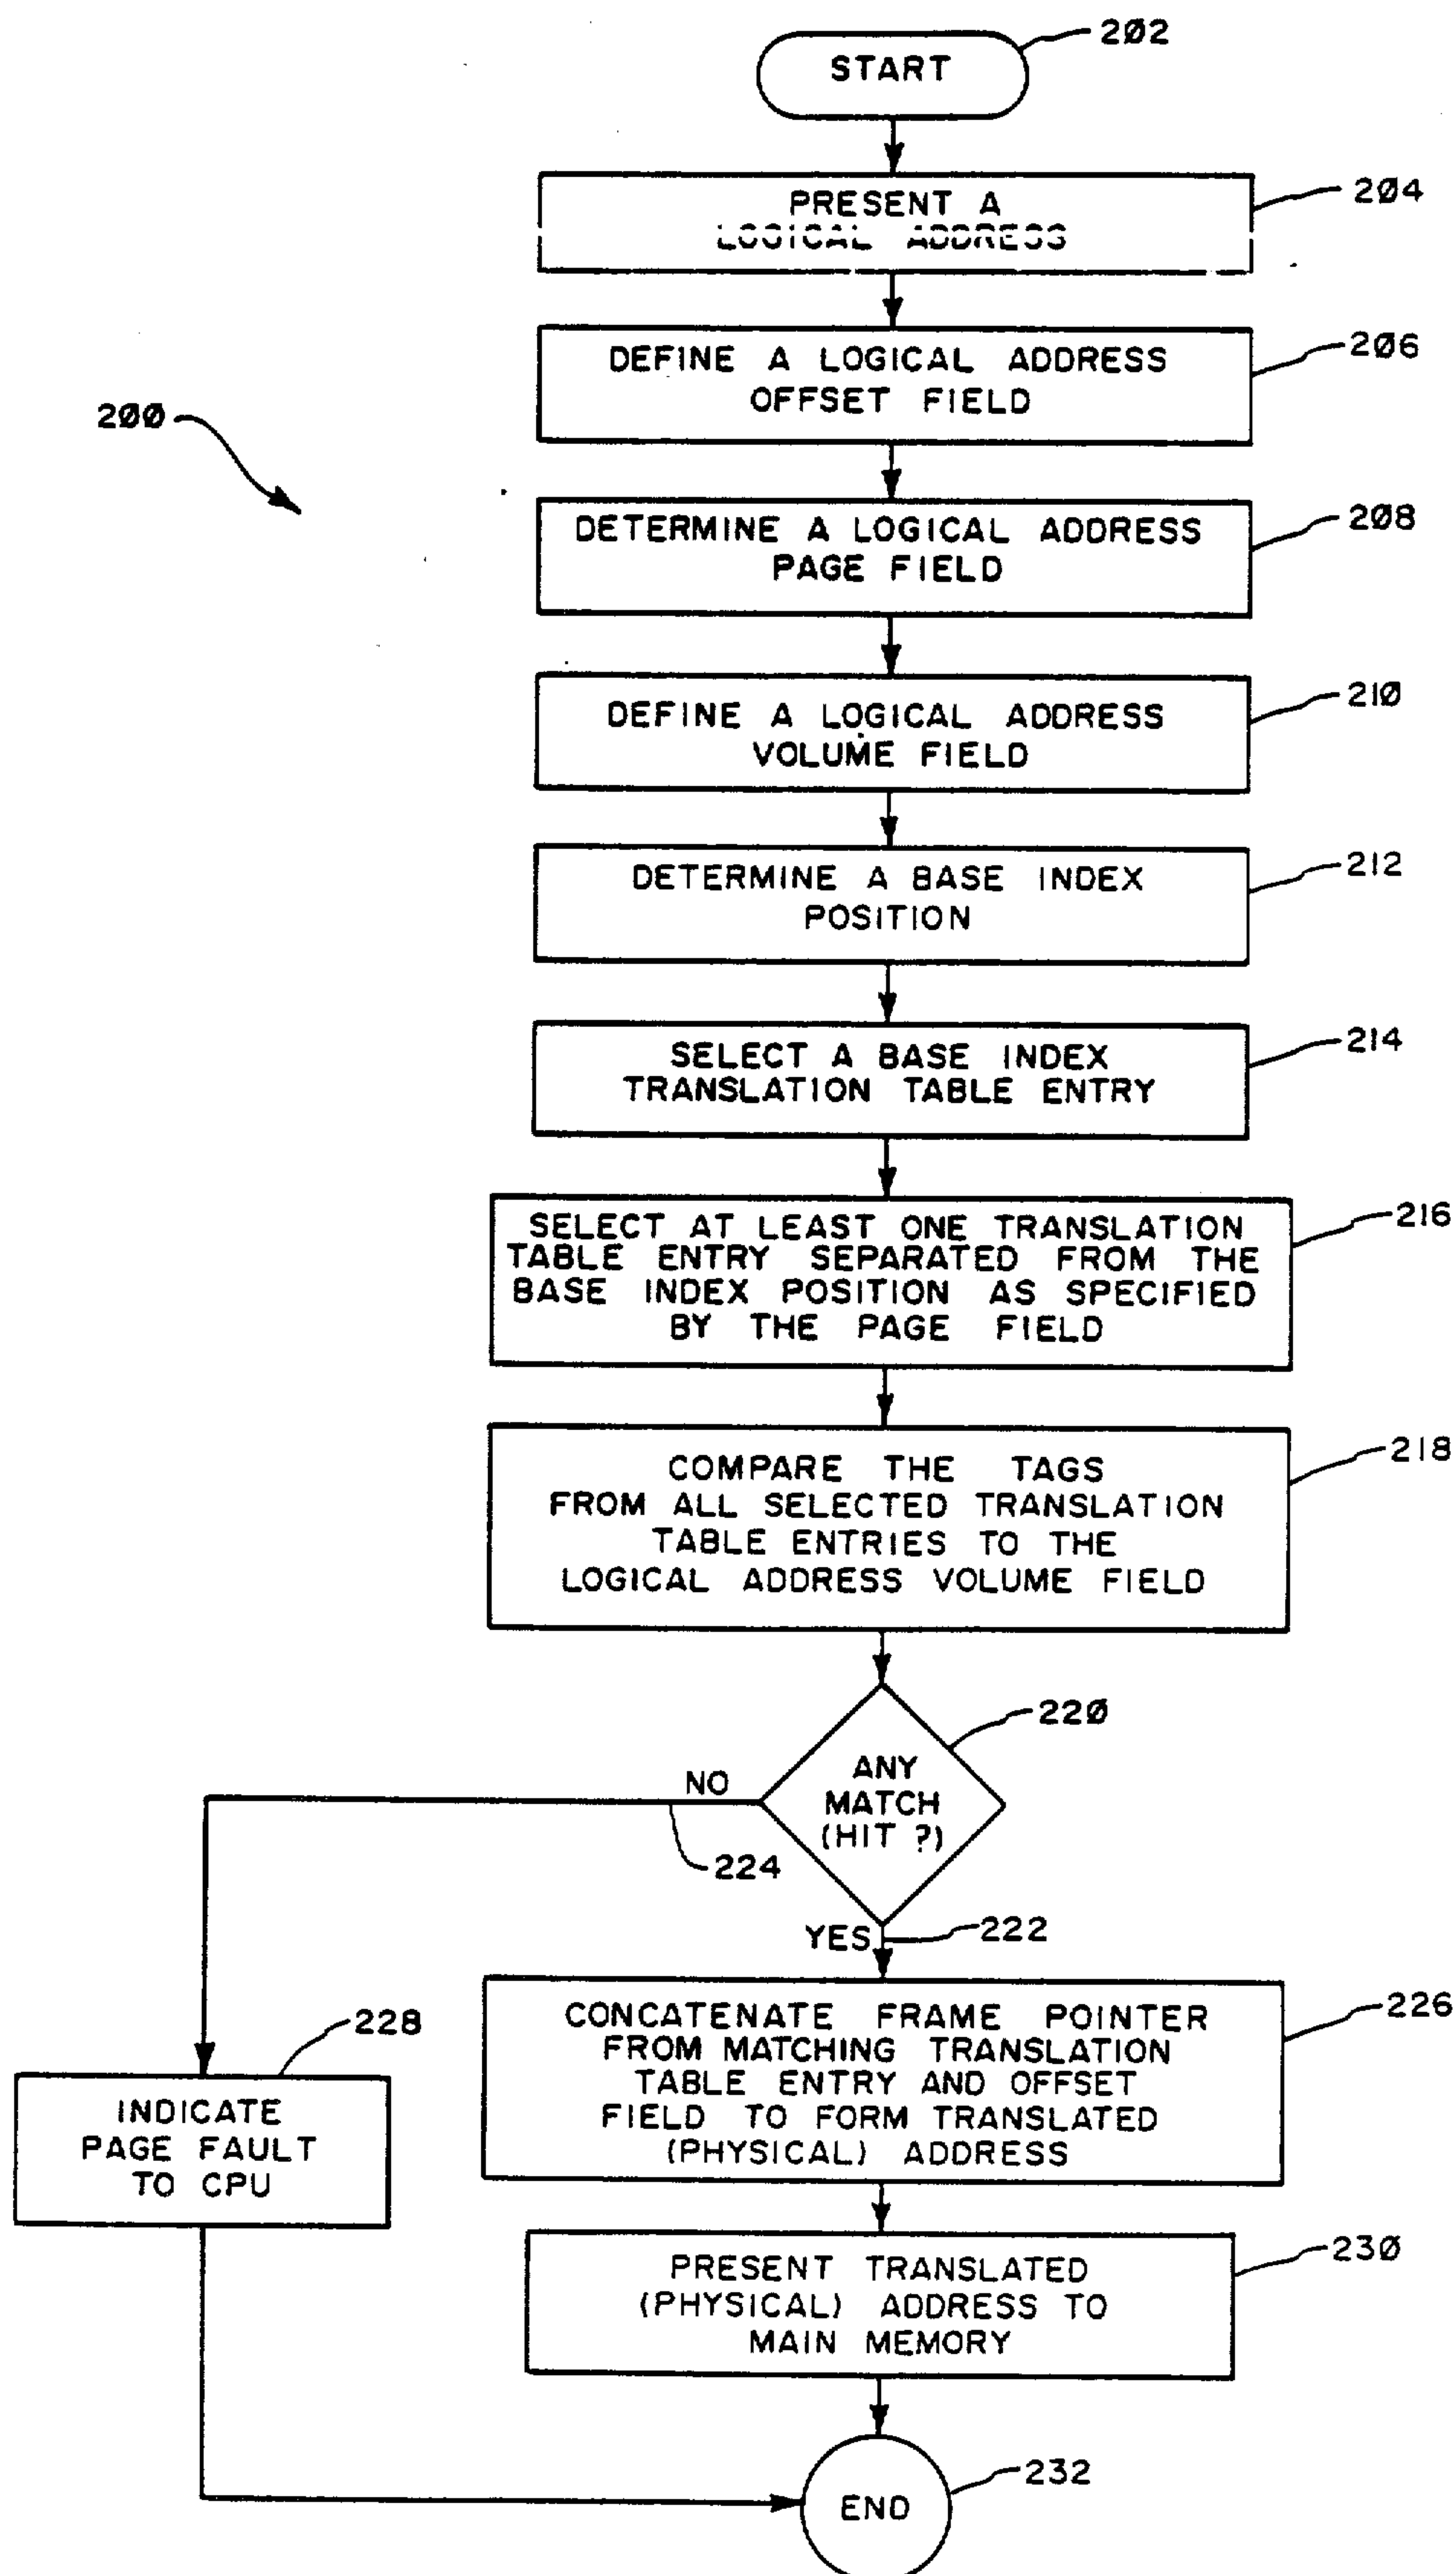 START
202
PRESENT A
LOGICAL ADDRESS
204
DEFINE A LOGICAL ADDRESS
OFFSET FIELD
206
200
DETERMINE A LOGICAL ADDRESS
PAGE FIELD
208
DEFINE A LOGICAL ADDRESS
VOLUME FIELD
210
DETERMINE A BASE INDEX
POSITION
212
SELECT A BASE INDEX
TRANSLATION TABLE ENTRY
214
SELECT AT LEAST ONE TRANSLATION
TABLE ENTRY SEPARATED FROM THE
BASE INDEX POSITION AS SPECIFIED
BY THE PAGE FIELD
216
COMPARE THE TAGS
FROM ALL SELECTED TRANSLATION
TABLE ENTRIES TO THE
LOGICAL ADDRESS VOLUME FIELD
218
ANY
MATCH
(HIT ?)
220
NO
224
YES
222
CONCATENATE FRAME POINTER
FROM MATCHING TRANSLATION
TABLE ENTRY AND OFFSET
FIELD TO FORM TRANSLATED
(PHYSICAL) ADDRESS
226
INDICATE
PAGE FAULT
TO CPU
228
PRESENT TRANSLATED
(PHYSICAL) ADDRESS TO
MAIN MEMORY
230
END
232